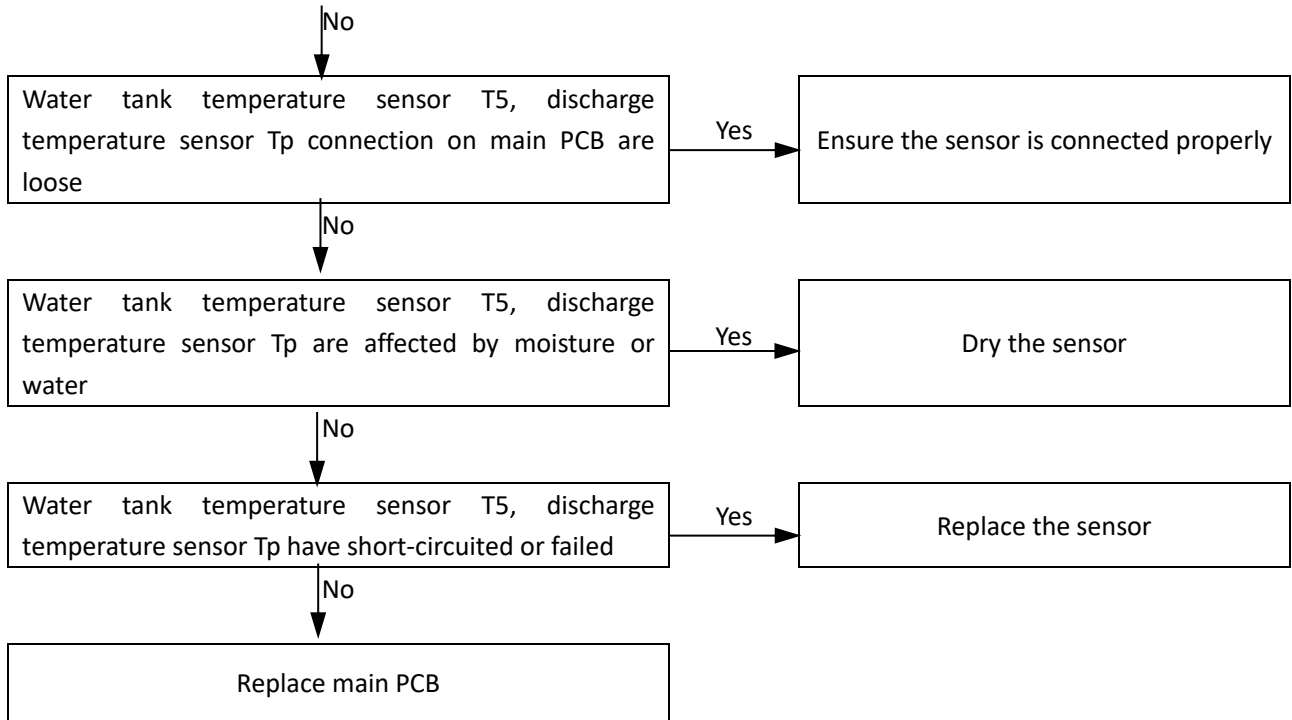 No
Water tank temperature sensor T5, discharge
temperature sensor Tp connection on main PCB are
loose
Yes
Ensure the sensor is connected properly
No
Water tank temperature sensor T5, discharge
temperature sensor Tp are affected by moisture or
water
Yes
Dry the sensor
No
Water tank temperature sensor T5, discharge
temperature sensor Tp have short-circuited or failed
Yes
Replace the sensor
No
Replace main PCB